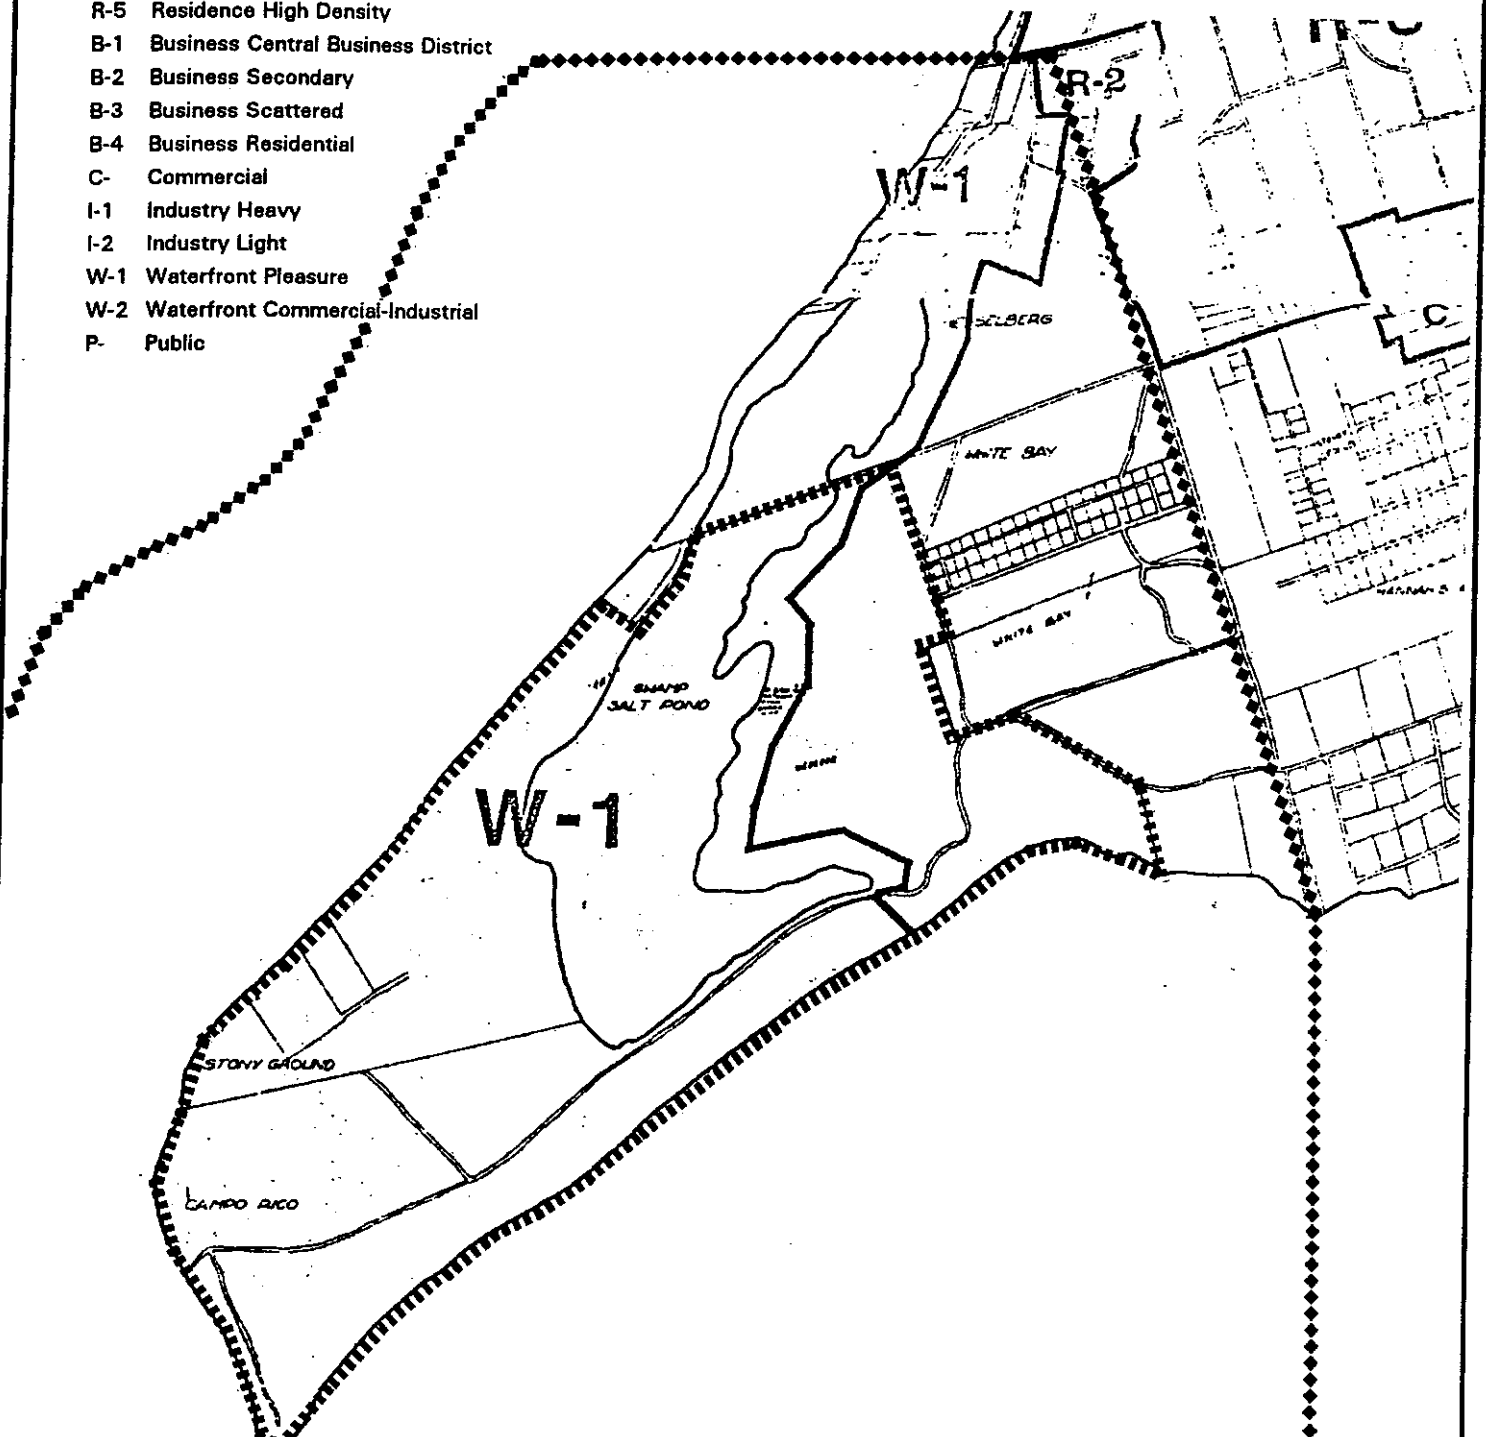 R-5 Residence High Density
B-1 Business Central Business District
B-2 Business Secondary
B-3 Business Scattered
B-4 Business Residential
C- Commercial
I-1 Industry Heavy
I-2 Industry Light
W-1 Waterfront Pleasure
W-2 Waterfront Commercial-Industrial
P- Public
R-2
W-1
C
WHITE BAY
WHITE BAY
SWAMP
SALT POND
W-1
STONY GROUND
CAMPO RICO